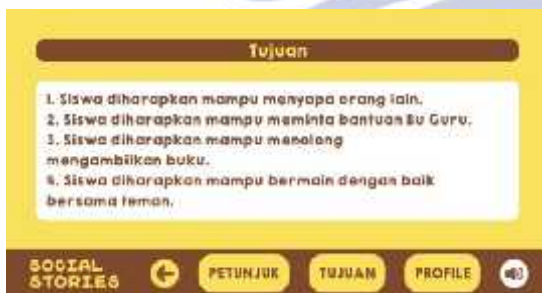 Tujuan
1. Siswa diharapkan mampu menyapa orang lain.
2. Siswa diharapkan mampu meminta bantuan Bu Guru.
3. Siswa diharapkan mampu menolong
mengambilkan buku.
4. Siswa diharapkan mampu bermain dengan baik
bersama teman.
SOCIAL
STORIES
PETUNJUK
TUJUAN
PROFILE